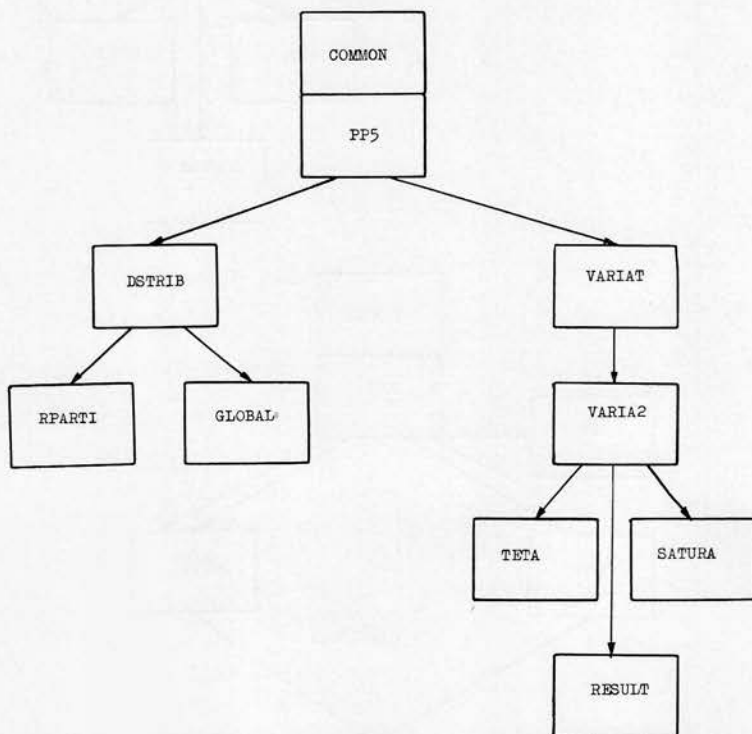 COMMON
PP5
DSTRIB
VARIAT
RPARTI
GLOBAL
VARIA2
TETA
SATURA
RESULT